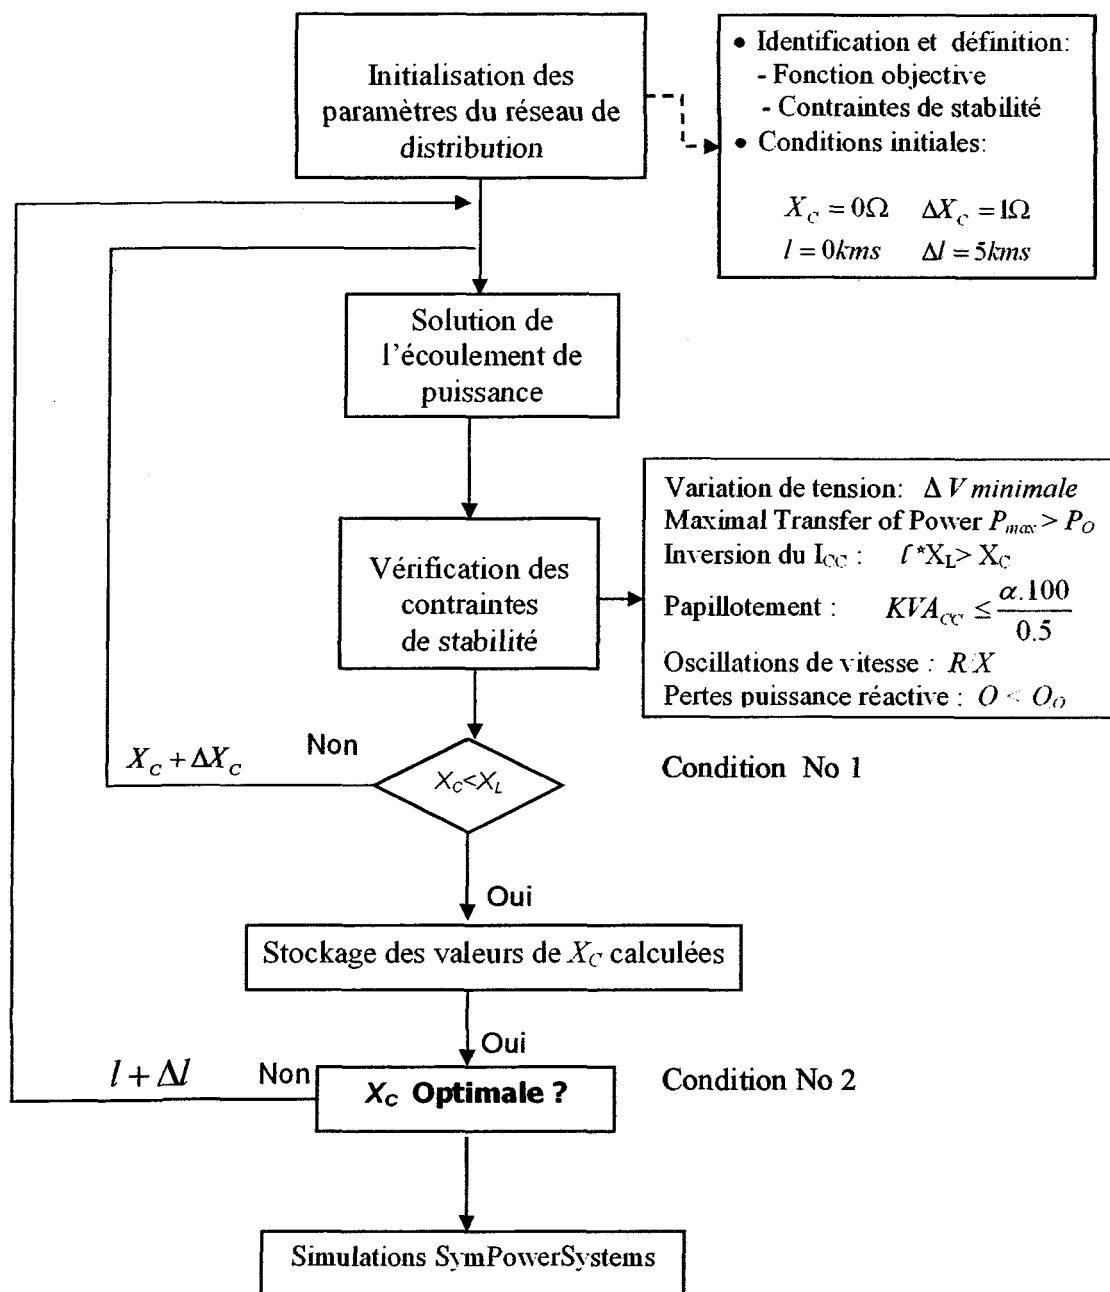 Initialisation des
paramètres du réseau de
distribution
• Identification et définition:
- Fonction objective
- Contraintes de stabilité
• Conditions initiales:
X_C = 0Ω ΔX_C = 1Ω
l = 0kms Δl = 5kms
Solution de
l'écoulement de
puissance
Vérification des
contraintes
de stabilité
Variation de tension: Δ V minimale
Maximal Transfer of Power P_max > P_O
Inversion du I_CC : l *X_L> X_C
Papillotement : KVA_CC ≤ α.100 / 0.5
Oscillations de vitesse : R/X
Pertes puissance réactive : Q < Q_O
X_C + ΔX_C
Non
X_C<X_L
Condition No 1
Oui
Stockage des valeurs de X_C calculées
Oui
l + Δl
Non
X_C Optimale ?
Condition No 2
Simulations SymPowerSystems